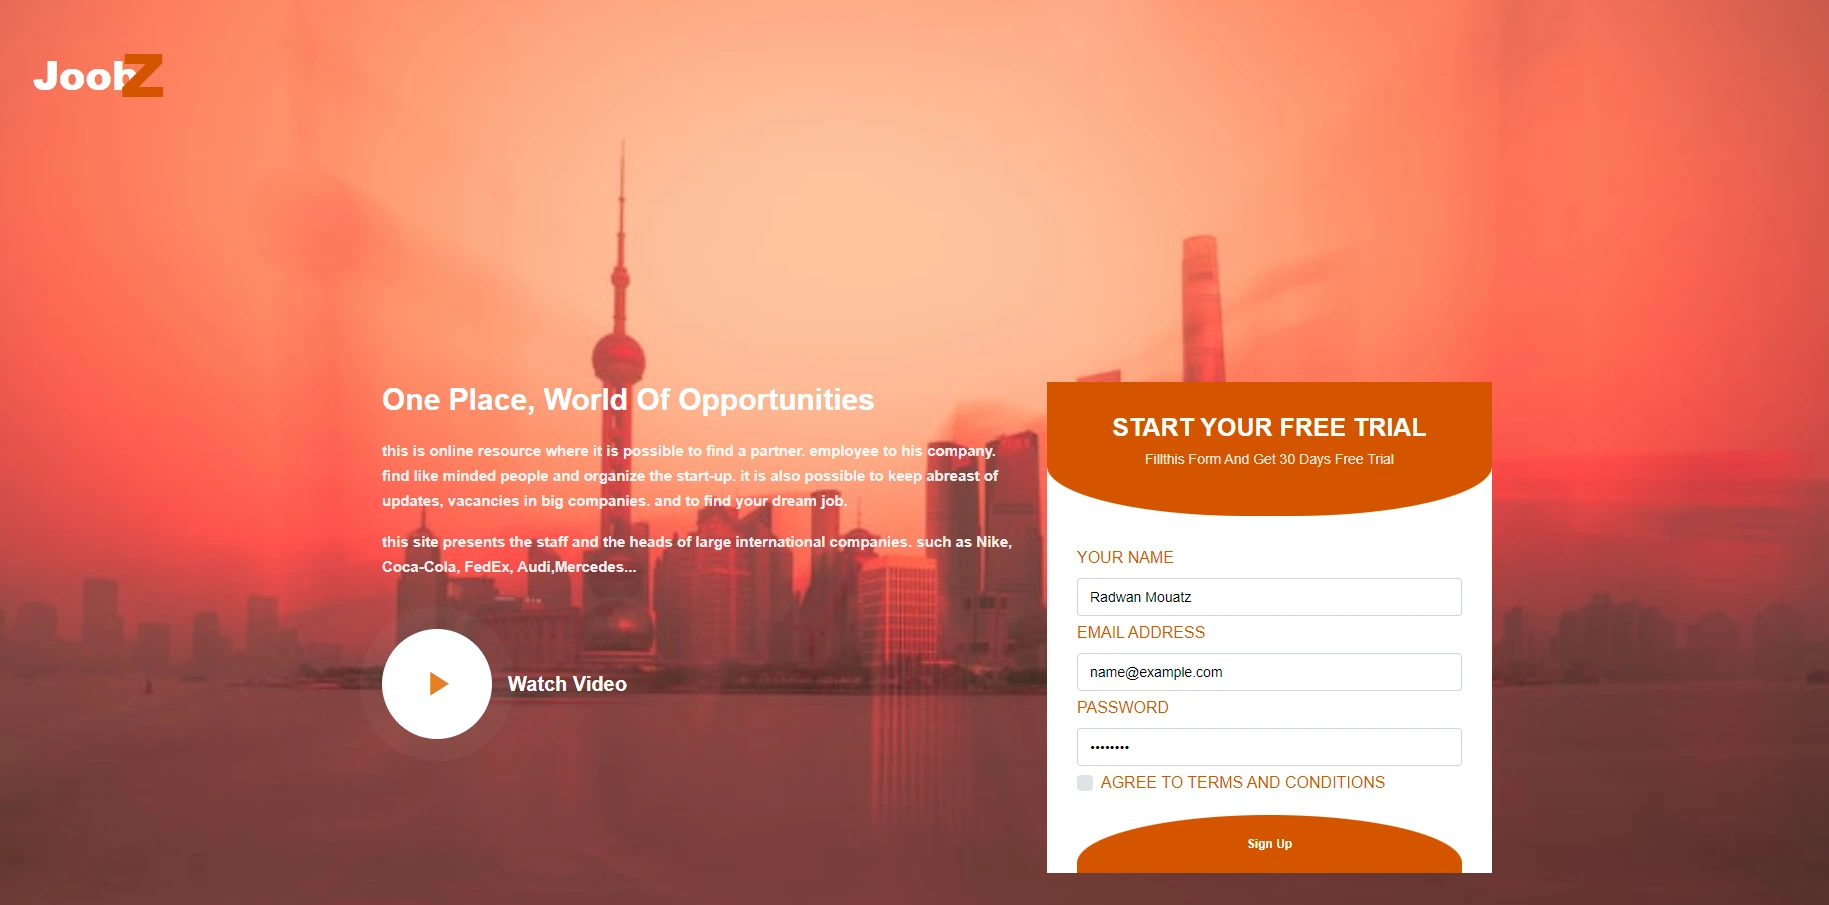 JoobZ
One Place, World Of Opportunities
this is online resource where it is possible to find a partner. employee to his company.
find like minded people and organize the start-up. it is also possible to keep abreast of
updates, vacancies in big companies. and to find your dream job.
this site presents the staff and the heads of large international companies. such as Nike,
Coca-Cola, FedEx, Audi,Mercedes...
Watch Video
START YOUR FREE TRIAL
Fillthis Form And Get 30 Days Free Trial
YOUR NAME
Radwan Mouatz
EMAIL ADDRESS
name@example.com
PASSWORD
••••••••
AGREE TO TERMS AND CONDITIONS
Sign Up